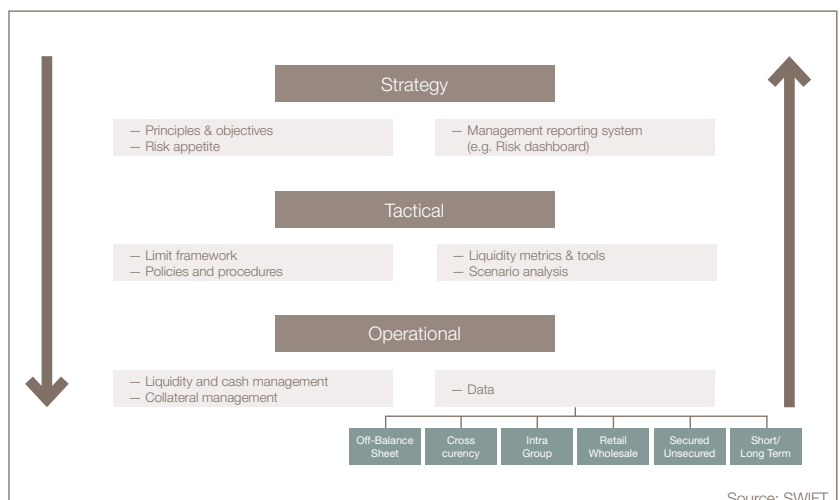 Strategy
— Principles & objectives
— Risk appetite
— Management reporting system
(e.g. Risk dashboard)
Tactical
— Limit framework
— Policies and procedures
— Liquidity metrics & tools
— Scenario analysis
Operational
— Liquidity and cash management
— Collateral management
— Data
Off-Balance
Sheet
Cross
curency
Intra
Group
Retail
Wholesale
Secured
Unsecured
Short/
Long Term
Source: SWIFT